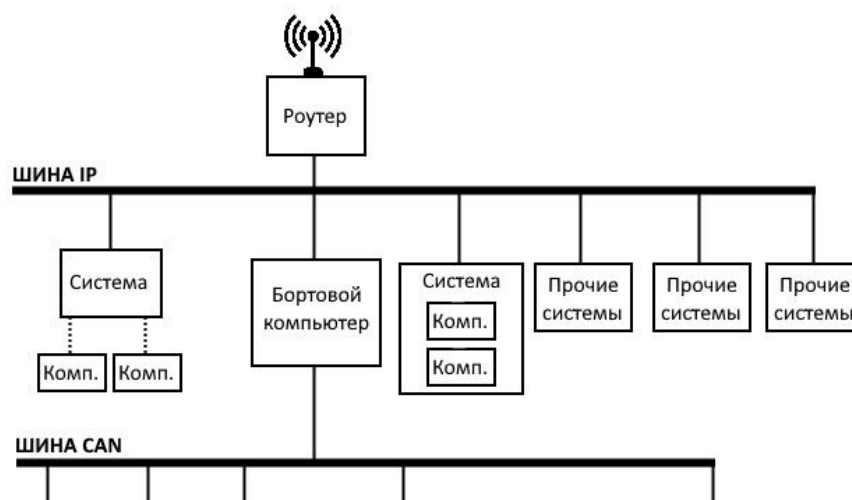 Роутер
ШИНА IP
Система
Комп.
Комп.
Бортовой
компьютер
Система
Комп.
Комп.
Прочие
системы
Прочие
системы
Прочие
системы
ШИНА CAN